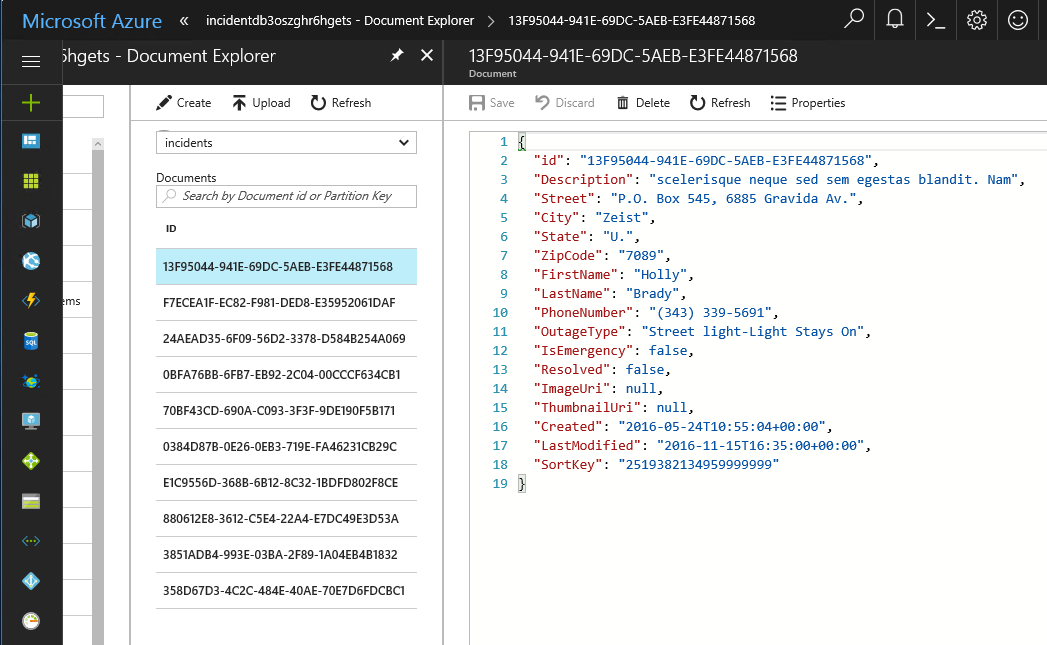 Microsoft Azure « incidentdb3oszghr6hgets - Document Explorer > 13F95044-941E-69DC-5AEB-E3FE44871568
6hgets - Document Explorer
13F95044-941E-69DC-5AEB-E3FE44871568
Document
Create Upload Refresh
Save Discard Delete Refresh Properties
incidents
Documents
Search by Document id or Partition Key
ID
13F95044-941E-69DC-5AEB-E3FE44871568
F7ECEA1F-EC82-F981-DED8-E35952061DAF
24AEAD35-6F09-56D2-3378-D584B254A069
0BFA76BB-6FB7-EB92-2C04-00CCCF634CB1
70BF43CD-690A-C093-3F3F-9DE190F5B171
0384D87B-0E26-0EB3-719E-FA46231CB29C
E1C9556D-368B-6B12-8C32-1BDFD802F8CE
880612E8-3612-C5E4-22A4-E7DC49E3D53A
3851ADB4-993E-03BA-2F89-1A04EB4B1832
358D67D3-4C2C-484E-40AE-70E7D6FDCBC1
ems
SQL
1 {
2 "id": "13F95044-941E-69DC-5AEB-E3FE44871568",
3 "Description": "scelerisque neque sed sem egestas blandit. Nam",
4 "Street": "P.O. Box 545, 6885 Gravida Av.",
5 "City": "Zeist",
6 "State": "U.",
7 "ZipCode": "7089",
8 "FirstName": "Holly",
9 "LastName": "Brady",
10 "PhoneNumber": "(343) 339-5691",
11 "OutageType": "Street light-Light Stays On",
12 "IsEmergency": false,
13 "Resolved": false,
14 "ImageUri": null,
15 "ThumbnailUri": null,
16 "Created": "2016-05-24T10:55:04+00:00",
17 "LastModified": "2016-11-15T16:35:00+00:00",
18 "SortKey": "2519382134959999999"
19 }